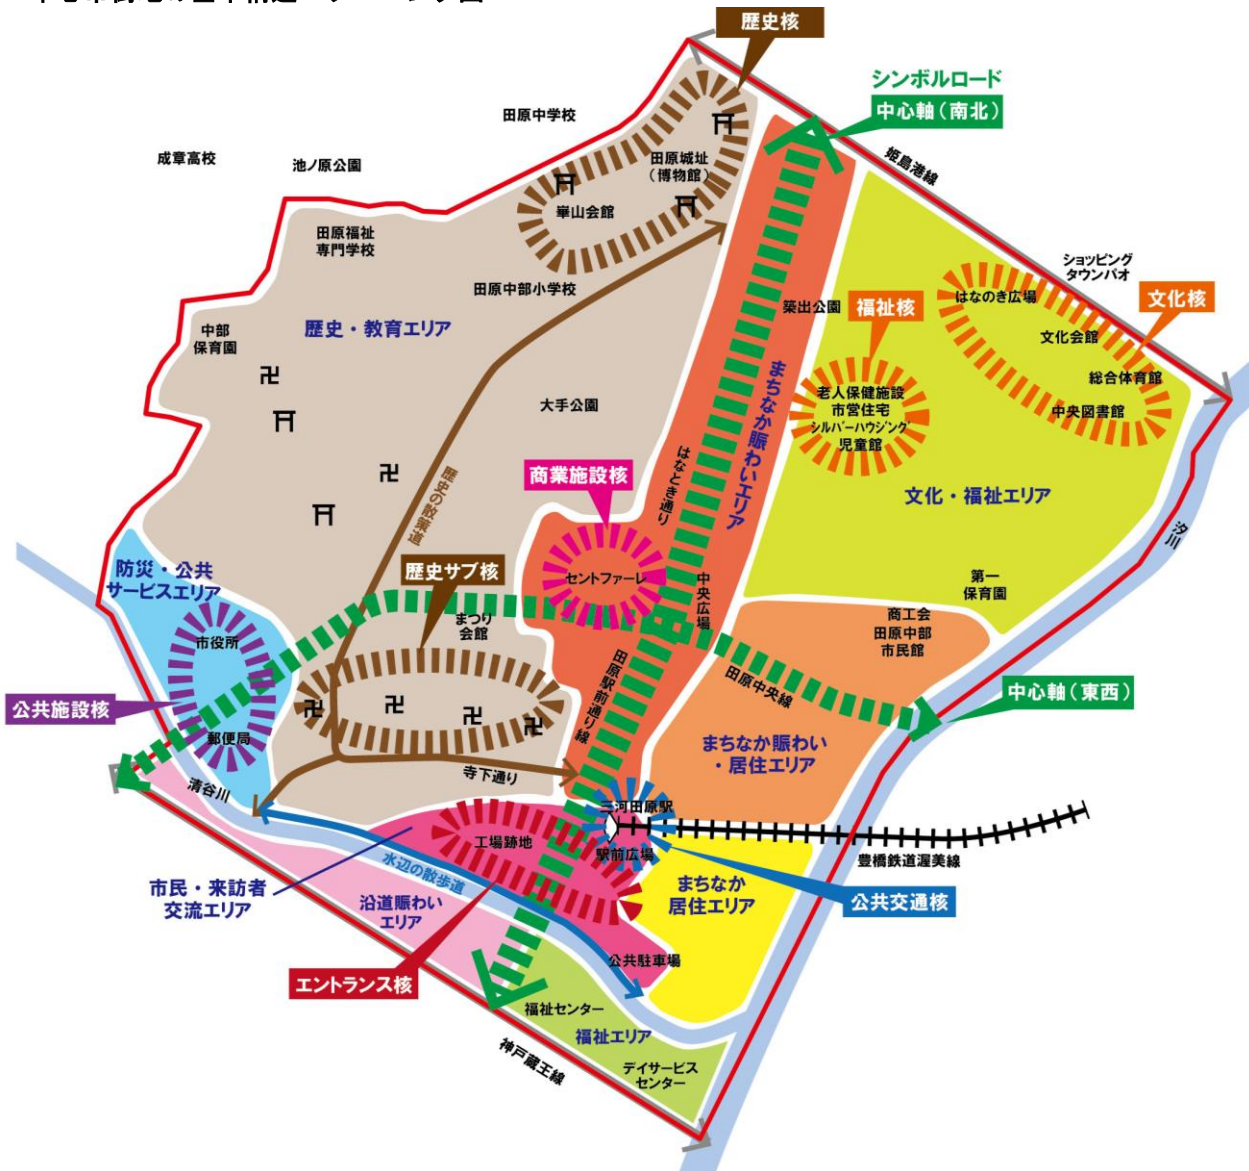 歴史核
シンボルロード
中心軸(南北)
田原中学校
成章高校
池ノ原公園
姫島港線
田原城址
(博物館)
崋山会館
田原福祉
専門学校
田原中部小学校
ショッピング
タウンパオ
はなのき広場
文化核
築出公園
福祉核
歴史・教育エリア
中部
保育園
文化会館
総合体育館
中央図書館
まちなか賑わいエリア
老人保健施設
市営住宅
シルバーハウジング
児童館
大手公園
はなとき通り
歴史の散策道
商業施設核
文化・福祉エリア
汐川
防災・公共
サービスエリア
歴史サブ核
セントファーレ
中央広場
第一
保育園
商工会
田原中部
市民館
まつり
会館
市役所
田原駅前通り線
田原中央線
中心軸(東西)
公共施設核
郵便局
まちなか賑わい
・居住エリア
清谷川
寺下通り
三河田原駅
工場跡地
駅前広場
豊橋鉄道渥美線
水辺の散歩道
市民・来訪者
交流エリア
沿道賑わい
エリア
まちなか
居住エリア
公共交通核
エントランス核
公共駐車場
福祉センター
福祉エリア
神戸蔵王線
デイサービス
センター